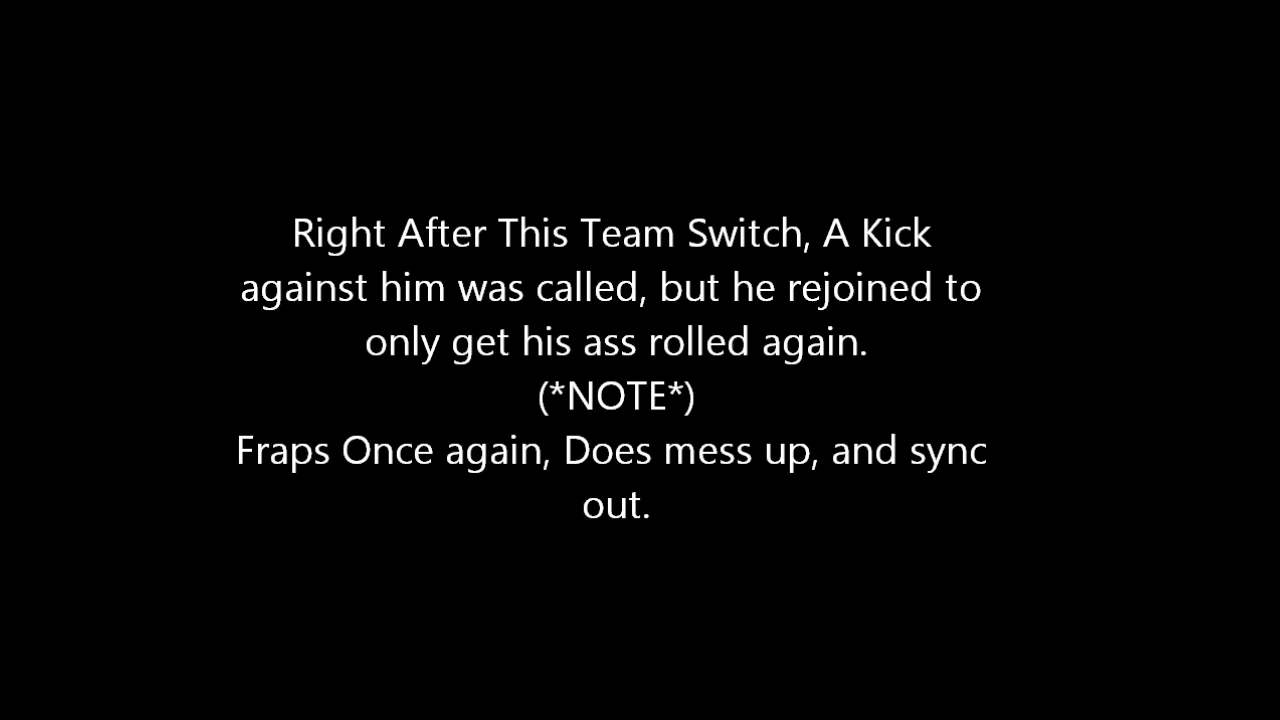 Right After This Team Switch, A Kick
against him was called, but he rejoined to
only get his ass rolled again.
(*NOTE*)
Fraps Once again, Does mess up, and sync
out.